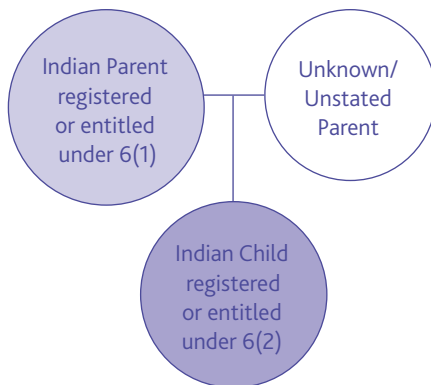 Indian Parent
registered
or entitled
under 6(1)
Unknown/
Unstated
Parent
Indian Child
registered
or entitled
under 6(2)